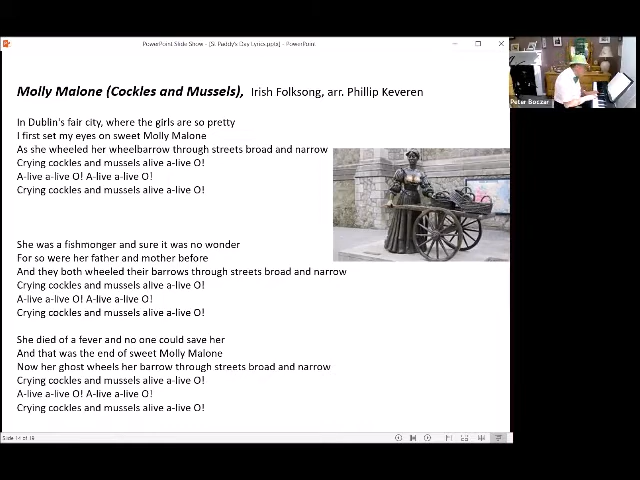 PowerPoint Slide Show - [St Paddy's Day Lyrics.pptx] - PowerPoint
Molly Malone (Cockles and Mussels), Irish Folksong, arr. Phillip Keveren
In Dublin's fair city, where the girls are so pretty
I first set my eyes on sweet Molly Malone
As she wheeled her wheelbarrow through streets broad and narrow
Crying cockles and mussels alive a-live O!
A-live a-live O! A-live a-live O!
Crying cockles and mussels alive a-live O!
She was a fishmonger and sure it was no wonder
For so were her father and mother before
And they both wheeled their barrows through streets broad and narrow
Crying cockles and mussels alive a-live O!
A-live a-live O! A-live a-live O!
Crying cockles and mussels alive a-live O!
She died of a fever and no one could save her
And that was the end of sweet Molly Malone
Now her ghost wheels her barrow through streets broad and narrow
Crying cockles and mussels alive a-live O!
A-live a-live O! A-live a-live O!
Crying cockles and mussels alive a-live O!
Slide 14 of 19
Peter Boczar